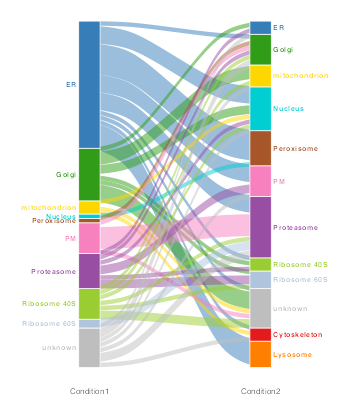 ER
Golgi
mitochondrion
Nucleus
Peroxisome
PM
Proteasome
Ribosome 40S
Ribosome 60S
unknown
Condition1
ER
Golgi
mitochondrion
Nucleus
Peroxisome
PM
Proteasome
Ribosome 40S
Ribosome 60S
unknown
Cytoskeleton
Lysosome
Condition2